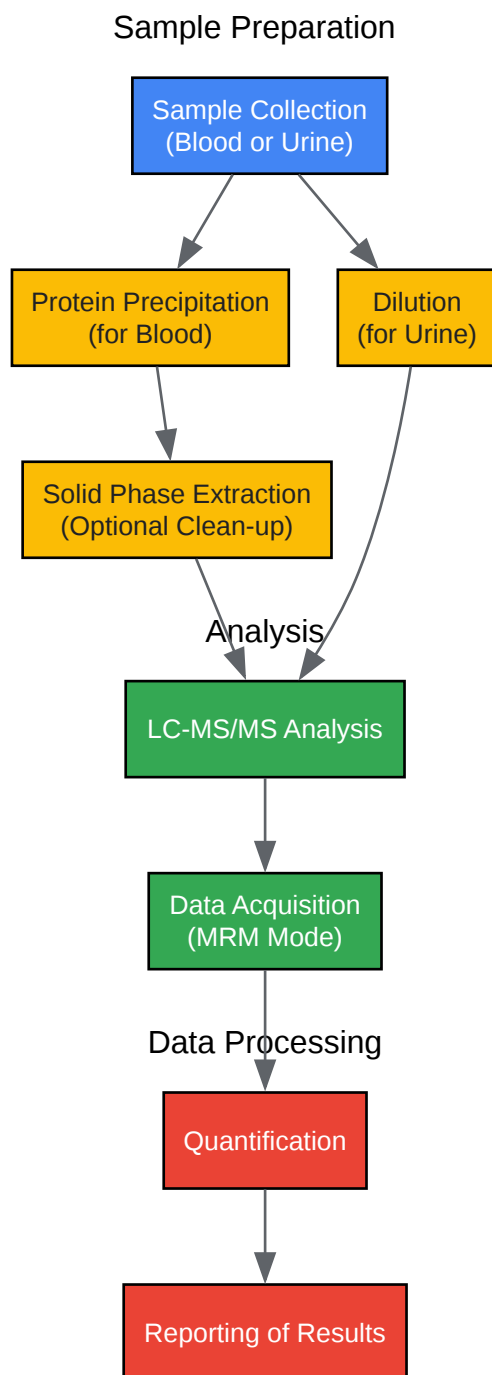 Sample Preparation
Sample Collection
(Blood or Urine)
Protein Precipitation
(for Blood)
Dilution
(for Urine)
Solid Phase Extraction
(Optional Clean-up)
Analysis
LC-MS/MS Analysis
Data Acquisition
(MRM Mode)
Data Processing
Quantification
Reporting of Results